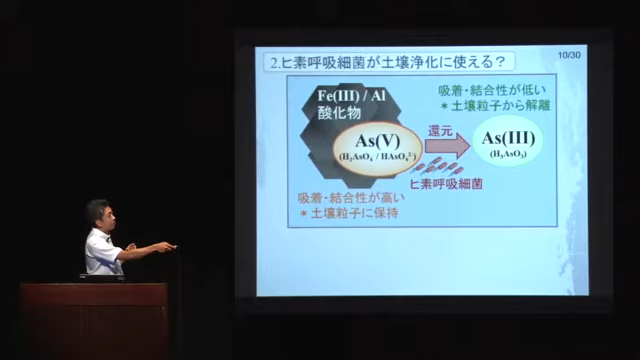 2.ヒ素呼吸細菌が土壌浄化に使える？
10/30
Fe(III) / Al
酸化物
吸着・結合性が低い
＊土壌粒子から解離
As(V)
(H₂AsO₄⁻/ HAsO₄²⁻)
還元
As(III)
(H₃AsO₃)
ヒ素呼吸細菌
吸着・結合性が高い
＊土壌粒子に保持